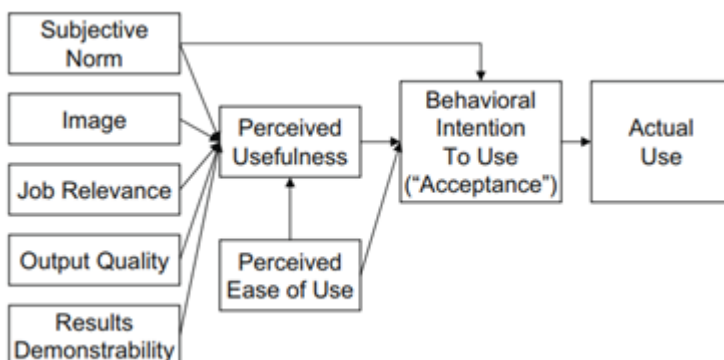 Subjective
Norm
Image
Job Relevance
Output Quality
Results
Demonstrability
Perceived
Usefulness
Perceived
Ease of Use
Behavioral
Intention
To Use
(“Acceptance”)
Actual
Use